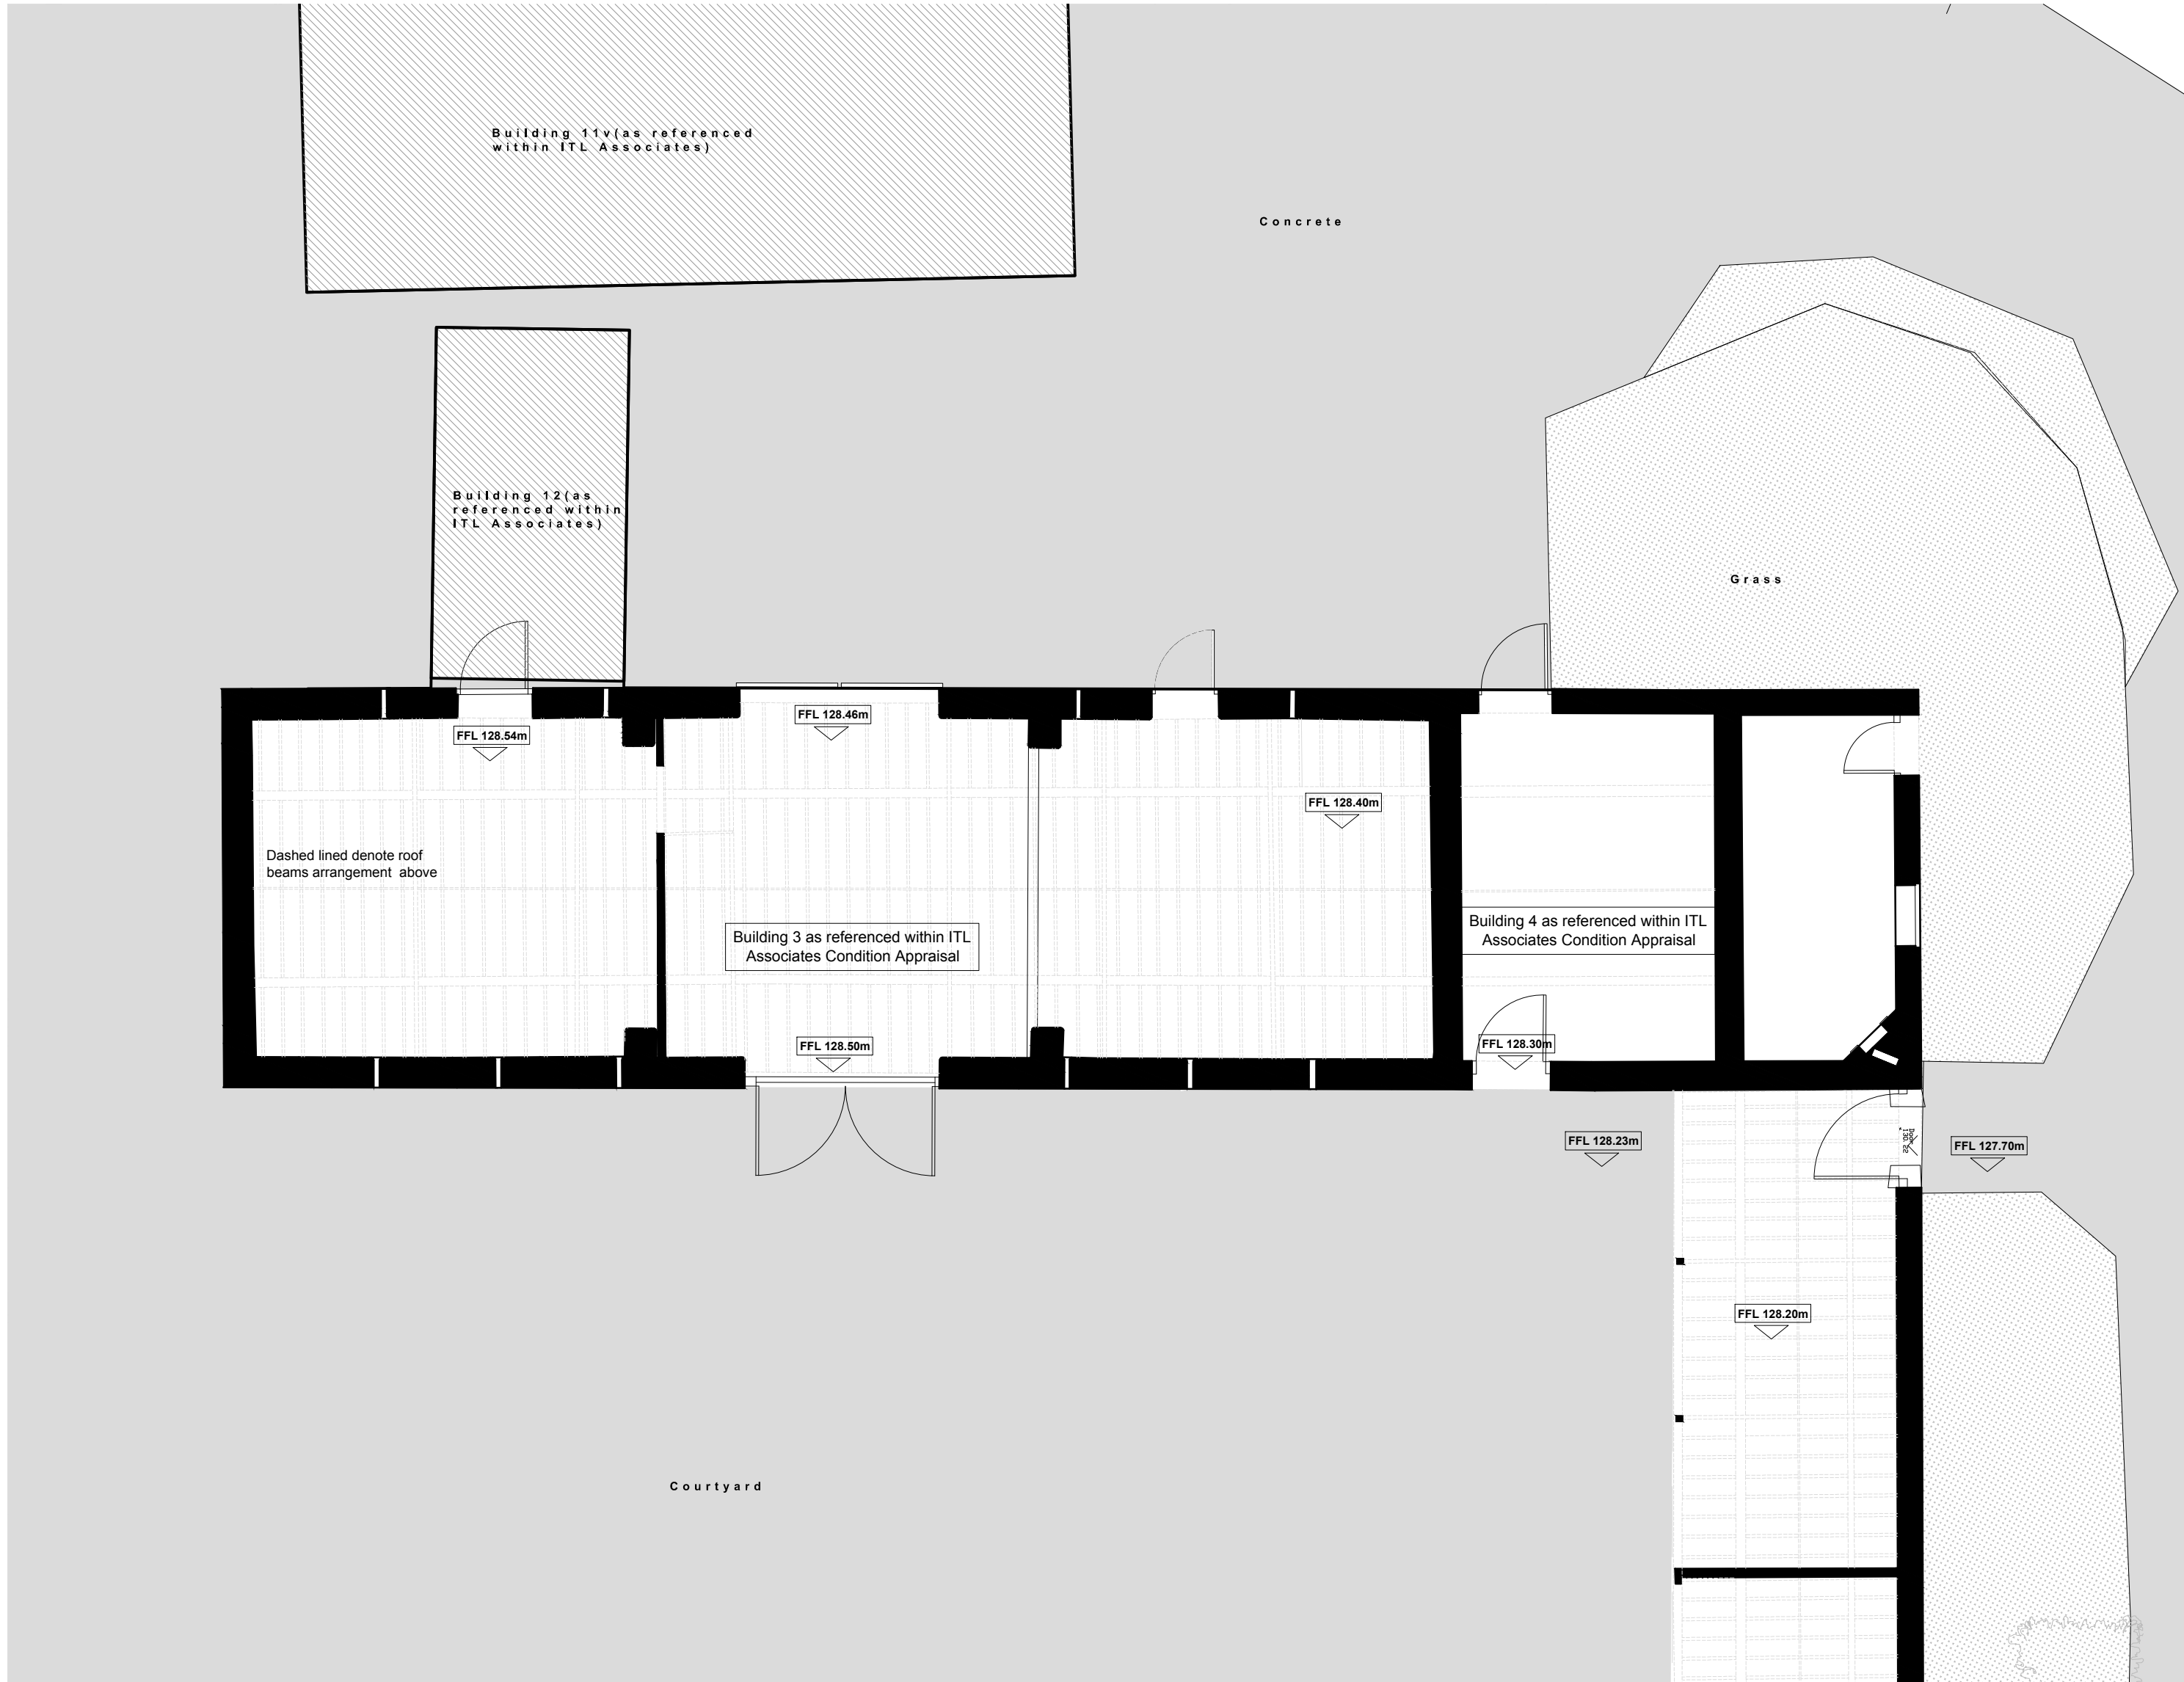 Building 11v(as referenced
within ITL Associates)
Concrete
Building 12(as
referenced within
ITL Associates)
Grass
FFL 128.46m
FFL 128.54m
FFL 128.40m
Dashed lined denote roof
beams arrangement above
Building 3 as referenced within ITL
Associates Condition Appraisal
Building 4 as referenced within ITL
Associates Condition Appraisal
FFL 128.50m
FFL 128.30m
FFL 128.23m
FFL 127.70m
FFL 128.20m
Courtyard